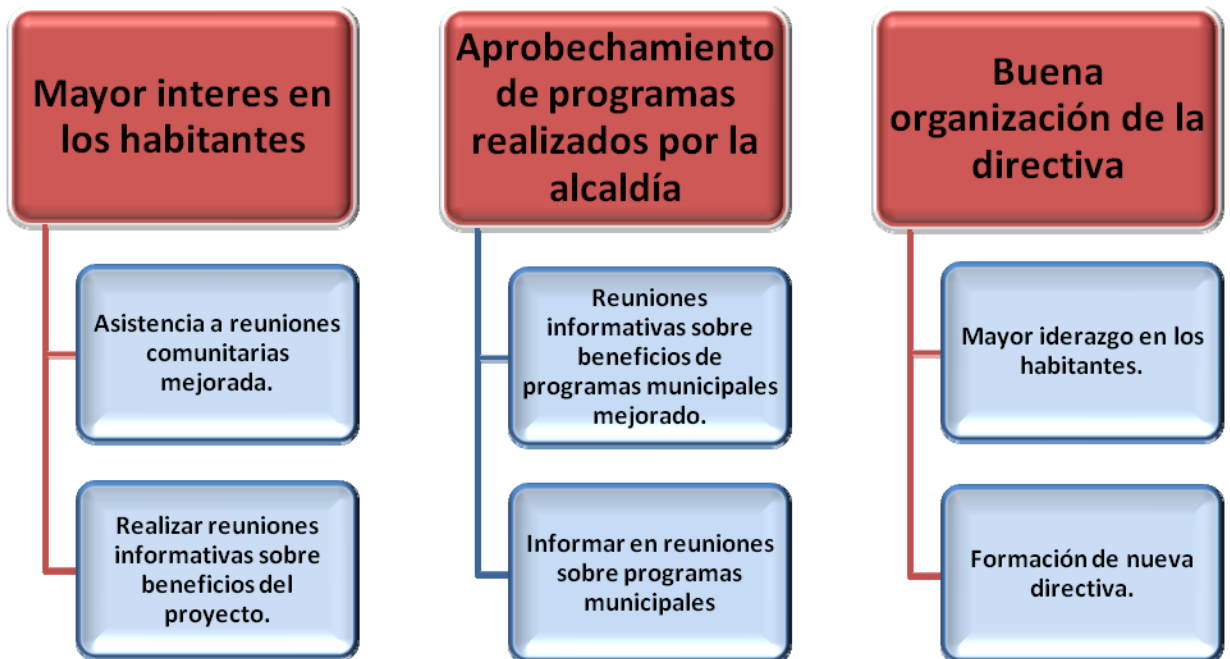 Mayor interes en
los habitantes
Asistencia a reuniones
comunitarias
mejorada.
Realizar reuniones
informativas sobre
beneficios del
proyecto.
Aprobechamiento
de programas
realizados por la
alcaldía
Reuniones
informativas sobre
beneficios de
programas municipales
mejorado.
Informar en reuniones
sobre programas
municipales
Buena
organización de la
directiva
Mayor iderazgo en los
habitantes.
Formación de nueva
directiva.